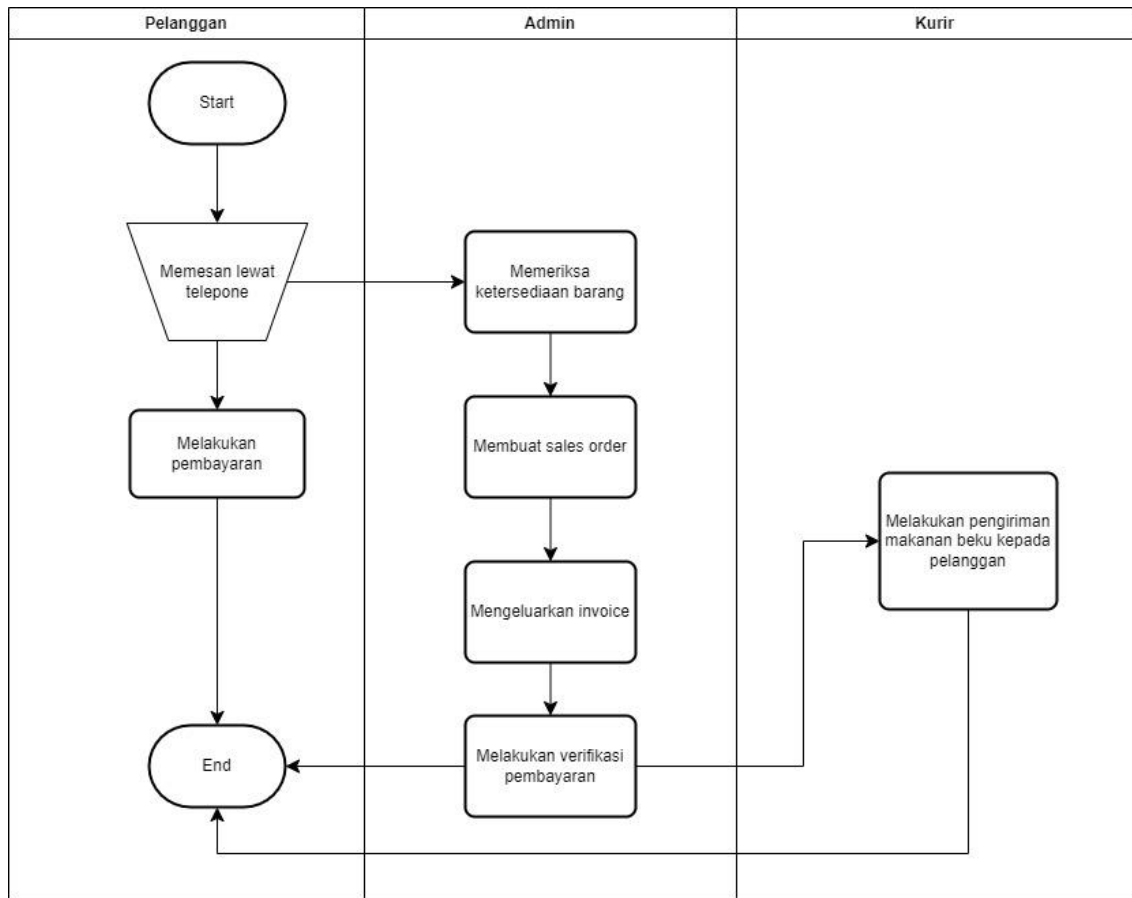 Pelanggan
Admin
Kurir
Start
Memesan lewat
telepone
Memeriksa
ketersediaan barang
Melakukan
pembayaran
Membuat sales order
Melakukan pengiriman
makanan beku kepada
pelanggan
Mengeluarkan invoice
End
Melakukan verifikasi
pembayaran